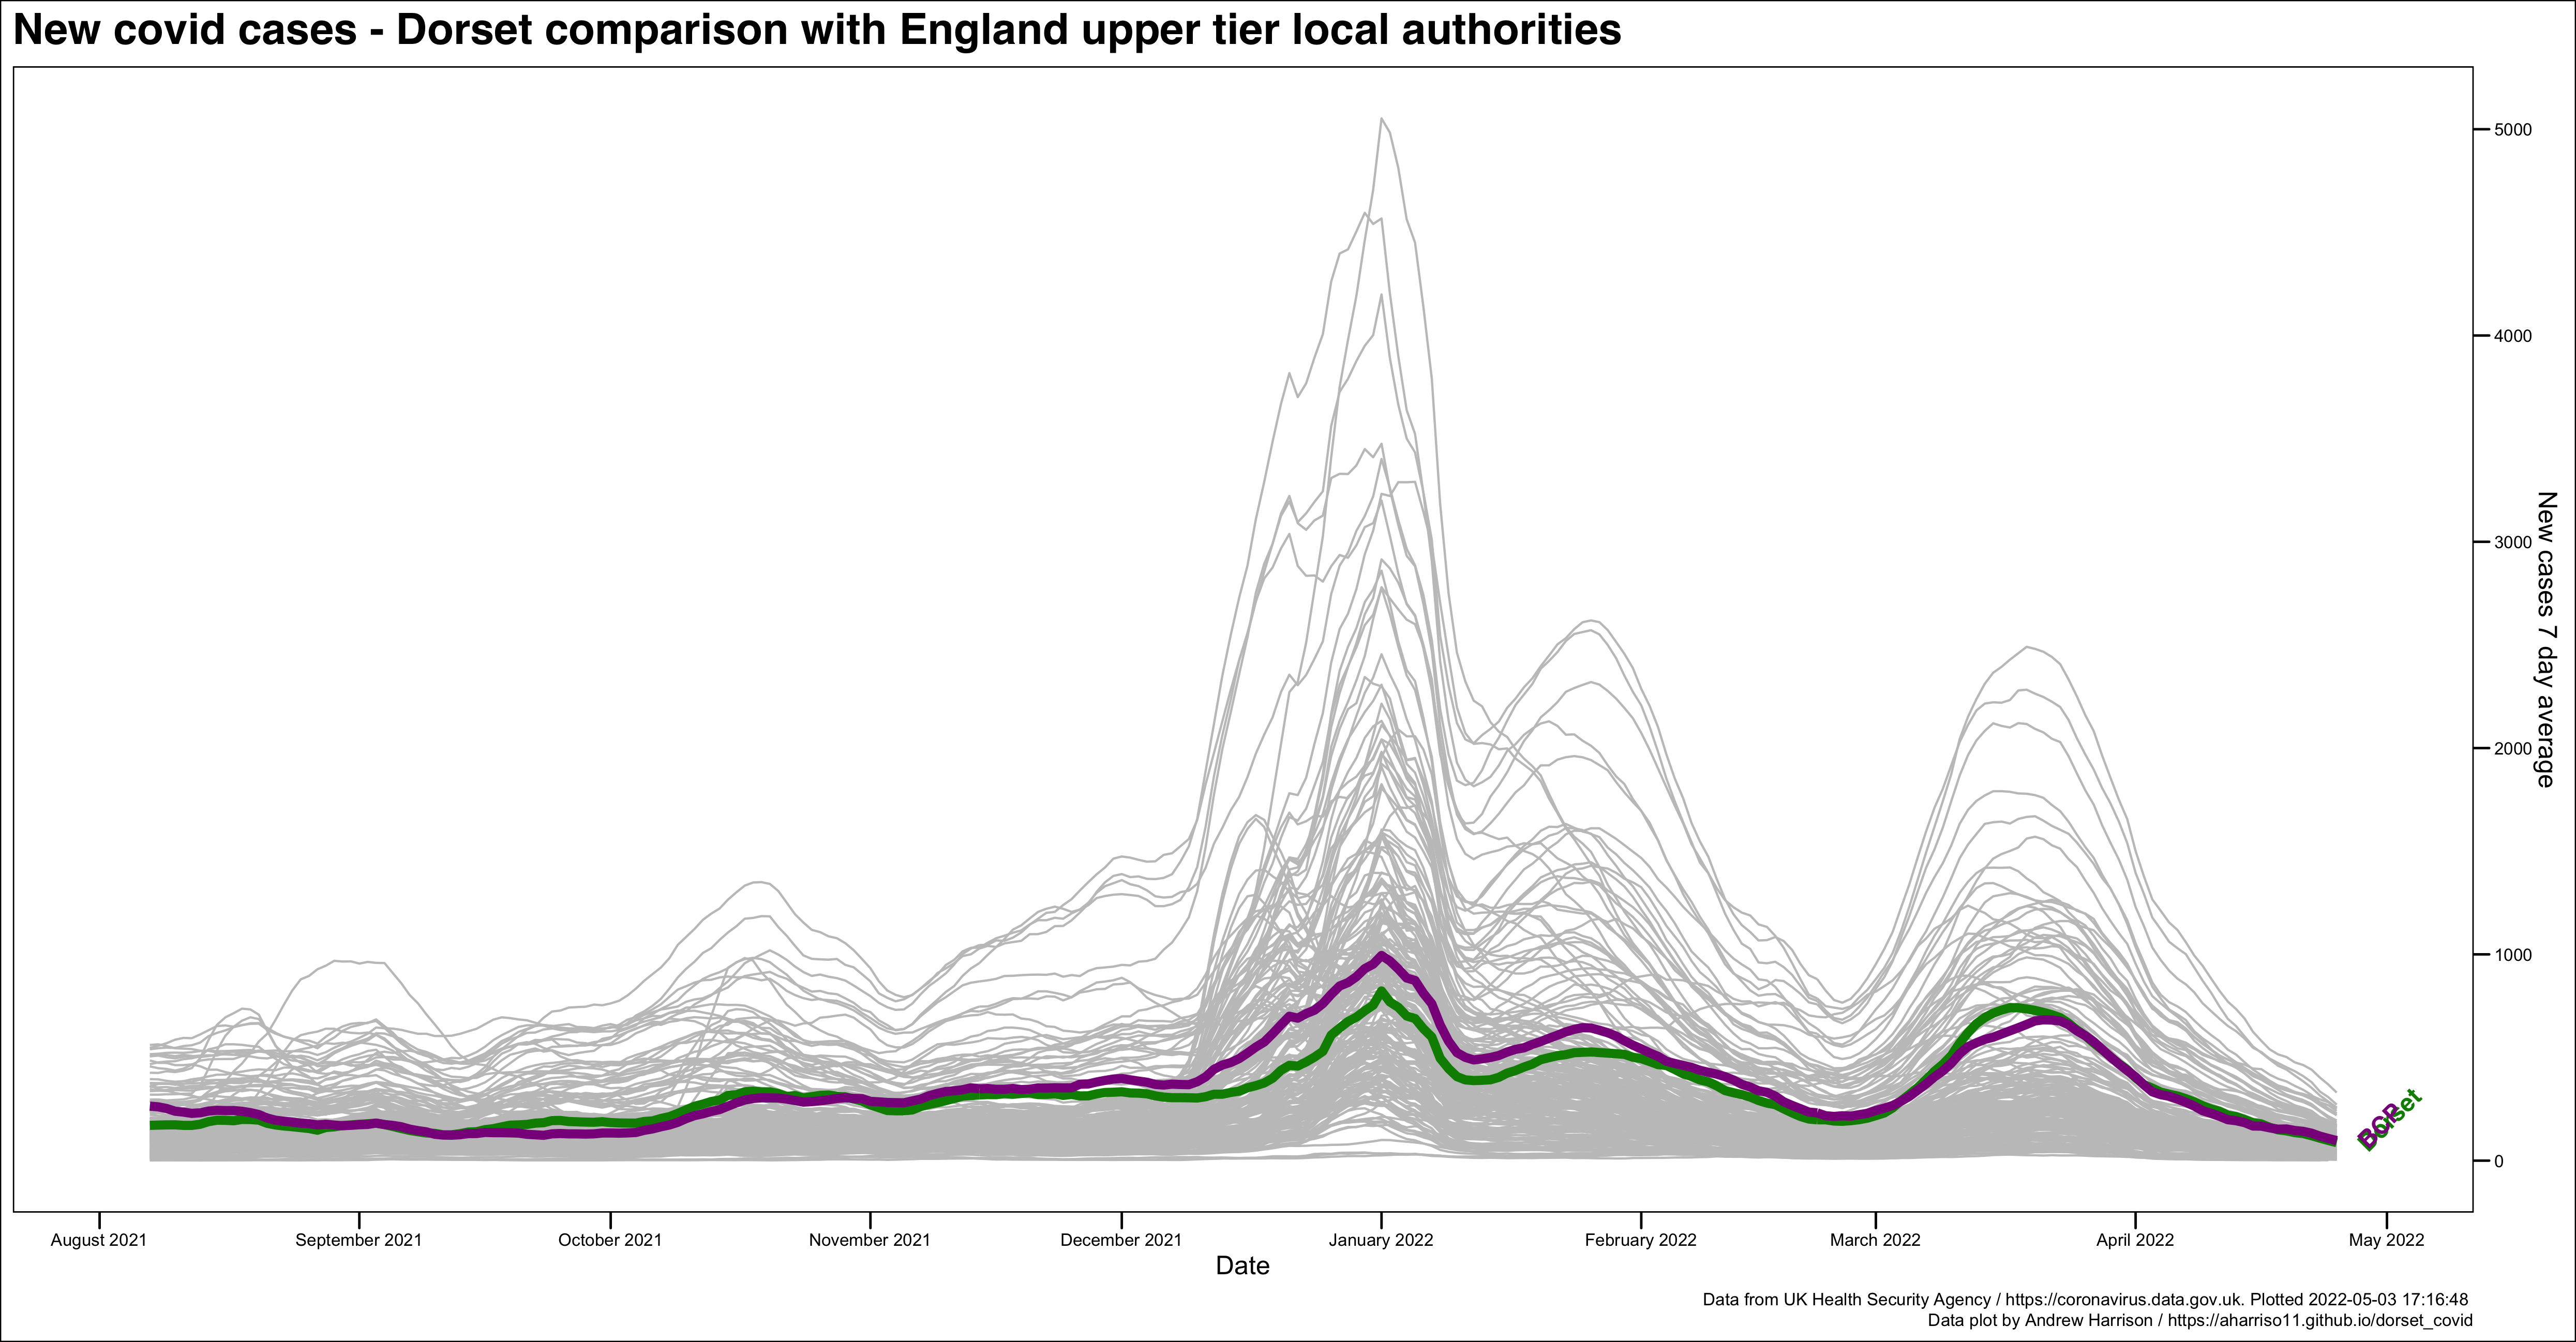 New covid cases - Dorset comparison with England upper tier local authorities
5000
4000
3000
2000
1000
0
New cases 7 day average
BCP
Dorset
August 2021
September 2021
October 2021
November 2021
December 2021
January 2022
February 2022
March 2022
April 2022
May 2022
Date
Data from UK Health Security Agency / https://coronavirus.data.gov.uk. Plotted 2022-05-03 17:16:48
Data plot by Andrew Harrison / https://aharriso11.github.io/dorset_covid